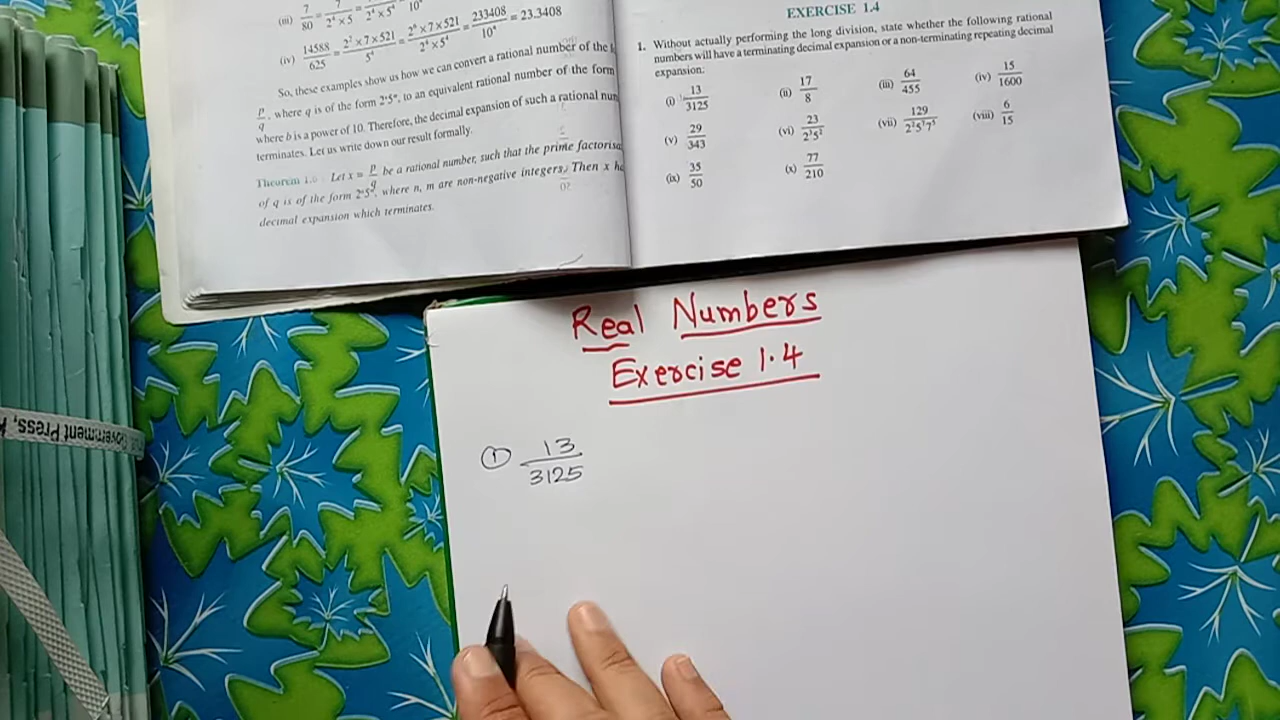 (iii) 7/80 = 7/2⁴ × 5 = 2⁴ × 5⁴ 10⁴
(iv) 14588/625 = 2² × 7 × 521/5⁴ = 2⁶ × 7 × 521/2⁴ × 5⁴ = 233408/10⁴ = 23.3408
So, these examples show us how we can convert a rational number of the
p/q, where q is of the form 2ⁿ5ᵐ, to an equivalent rational number of the form
where b is a power of 10. Therefore, the decimal expansion of such a rational num
terminates. Let us write down our result formally.
Theorem 1.6 : Let x = p/q be a rational number, such that the prime factorisa
of q is of the form 2ⁿ5ᵐ, where n, m are non-negative integers. Then x ha
decimal expansion which terminates.
EXERCISE 1.4
1. Without actually performing the long division, state whether the following rational
numbers will have a terminating decimal expansion or a non-terminating repeating decimal
expansion:
(i) 13/3125 (ii) 17/8 (iii) 64/455 (iv) 15/1600
(v) 29/343 (vi) 23/2³5² (vii) 129/2²5⁷7⁵ (viii) 6/15
(ix) 35/50 (x) 77/210
Real Numbers
Exercise 1.4
① 13/3125
Government Press,